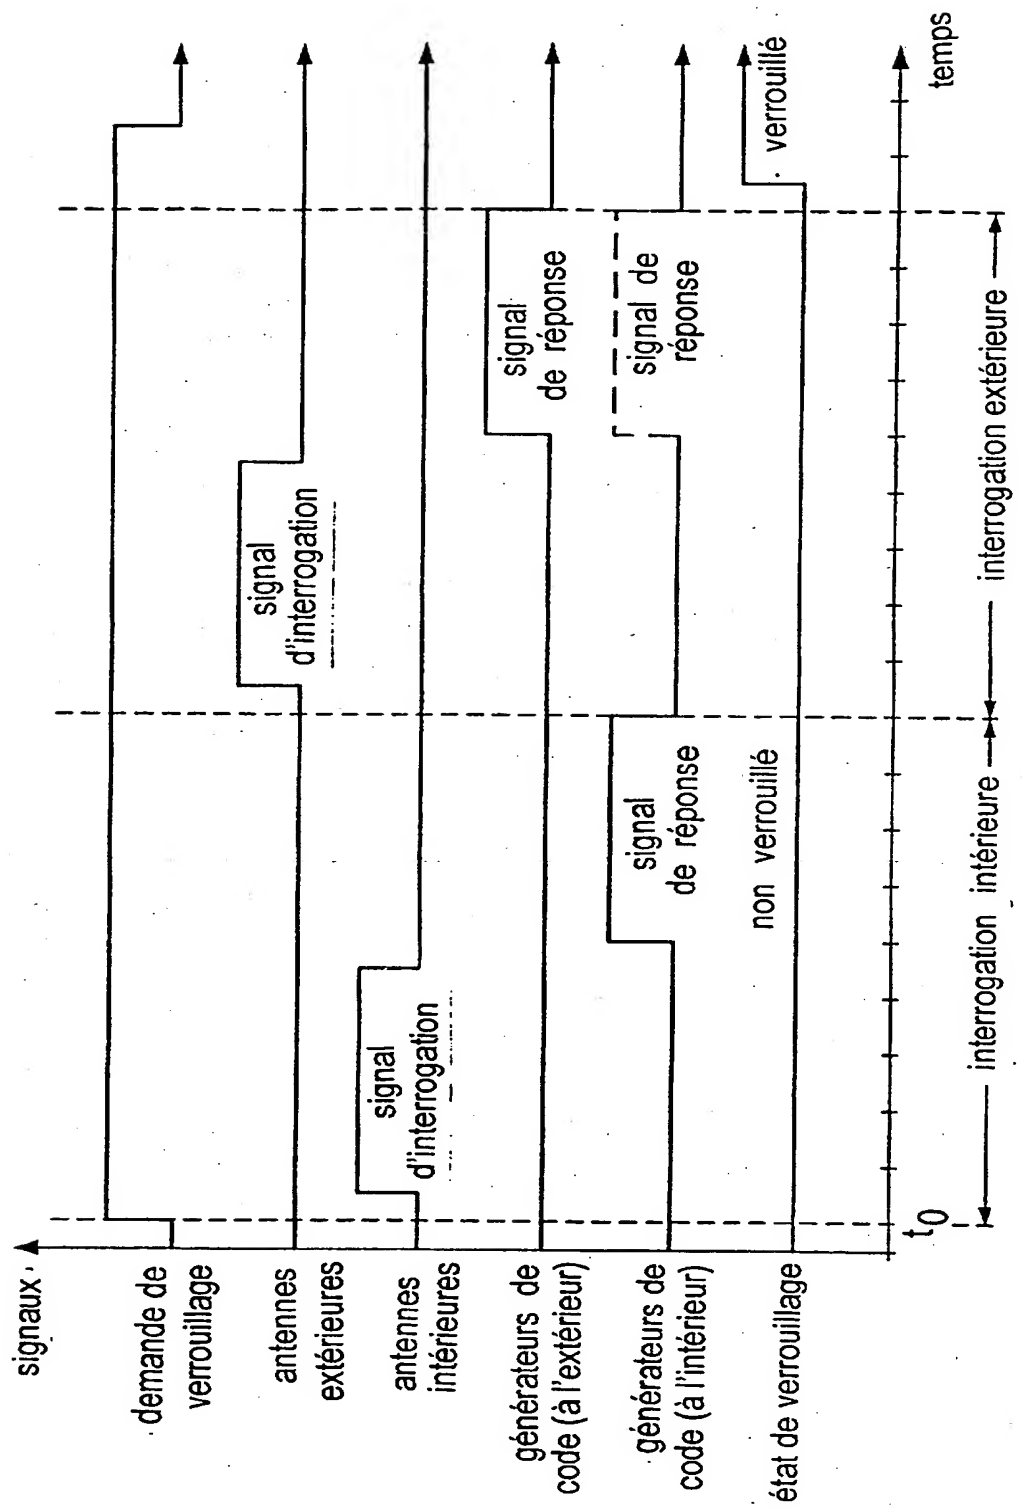 signaux
demande de
verrouillage
antennes
extérieures
antennes
intérieures
générateurs de
code (à l'extérieur)
générateurs de
code (à l'intérieur)
état de verrouillage
signal
d'interrogation
signal
d'interrogation
signal
de réponse
signal
de réponse
signal de
réponse
non verrouillé
verrouillé
t0
temps
interrogation intérieure
interrogation extérieure